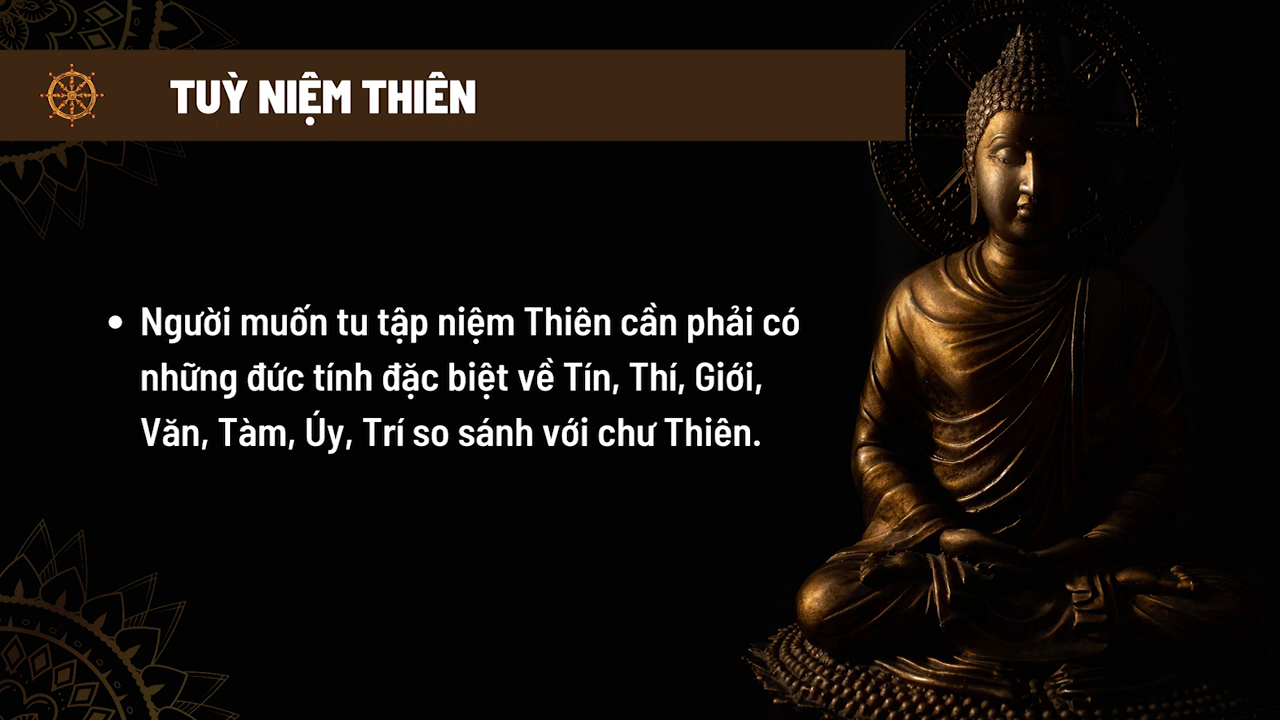 TUỲ NIỆM THIÊN
• Người muốn tu tập niệm Thiên cần phải có
những đức tính đặc biệt về Tín, Thí, Giới,
Văn, Tàm, Úy, Trí so sánh với chư Thiên.